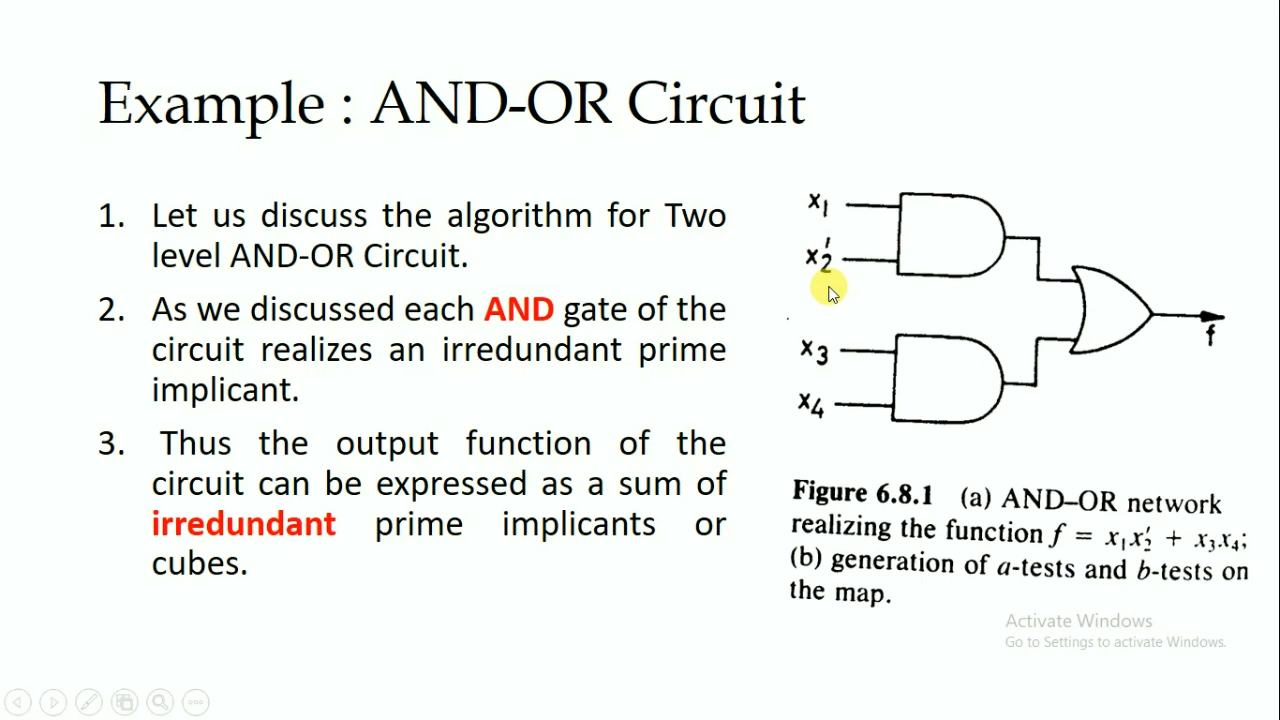 Example : AND-OR Circuit
1. Let us discuss the algorithm for Two
level AND-OR Circuit.
2. As we discussed each AND gate of the
circuit realizes an irredundant prime
implicant.
3. Thus the output function of the
circuit can be expressed as a sum of
irredundant prime implicants or
cubes.
x₁
x₂′
x₃
x₄
f
Figure 6.8.1 (a) AND–OR network
realizing the function f = x₁x₂′ + x₃x₄;
(b) generation of a-tests and b-tests on
the map.
Activate Windows
Go to Settings to activate Windows.